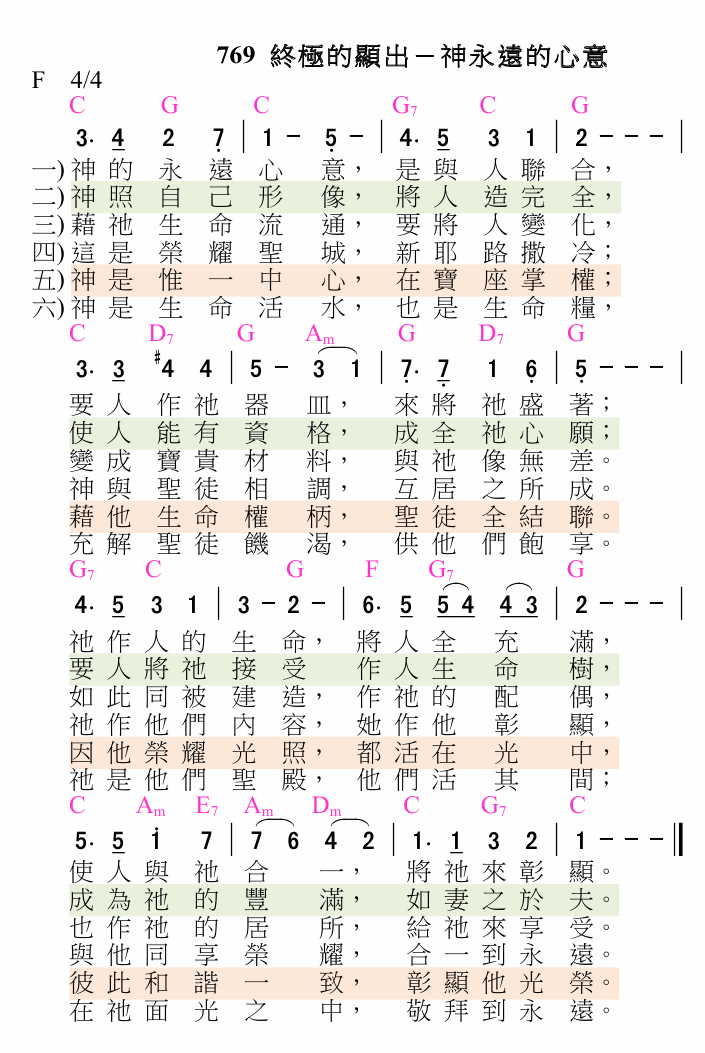 769 終極的顯出－神永遠的心意
F 4/4
C G C G7 C G
3· 4 2 7 | 1 － 5 － | 4· 5 3 1 | 2 － － － |
一) 神的永遠心意，是與人聯合，
二) 神照自己形像，將人造完全，
三) 藉祂生命流通，要將人變化，
四) 這是榮耀聖城，新耶路撒冷；
五) 神是惟一中心，在寶座掌權；
六) 神是生命活水，也是生命糧，
C D7 G Am G D7 G
3· 3 #4 4 | 5 － 3 1 | 7· 7 1 6 | 5 － － － |
要人作祂器皿，來將祂盛著；
使人能有資格，成全祂心願；
變成寶貴材料，與祂像無差。
神與聖徒相調，互居之所成。
藉他生命權柄，聖徒全結聯。
充解聖徒饑渴，供他們飽享。
G7 C G F G7 G
4· 5 3 1 | 3 － 2 － | 6· 5 5 4 4 3 | 2 － － － |
祂作人的生命，將人全充滿，
要人將祂接受作人生命樹，
如此同被建造，作祂的配偶，
祂作他們內容，她作他彰顯，
因他榮耀光照，都活在光中，
祂是他們聖殿，他們活其間；
C Am E7 Am Dm C G7 C
5· 5 i 7 | 7 6 4 2 | 1· 1 3 2 | 1 － － － ‖
使人與祂合一，將祂來彰顯。
成為祂的豐滿，如妻之於夫。
也作祂的居所，給祂來享受。
與他同享榮耀，合一到永遠。
彼此和諧一致，彰顯他光榮。
在祂面光之中，敬拜到永遠。